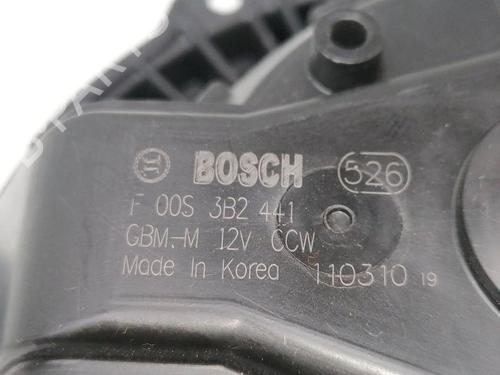 BOSCH 526
F 00S 3B2 441
GBM-M 12V CCW
Made In Korea 110310 19